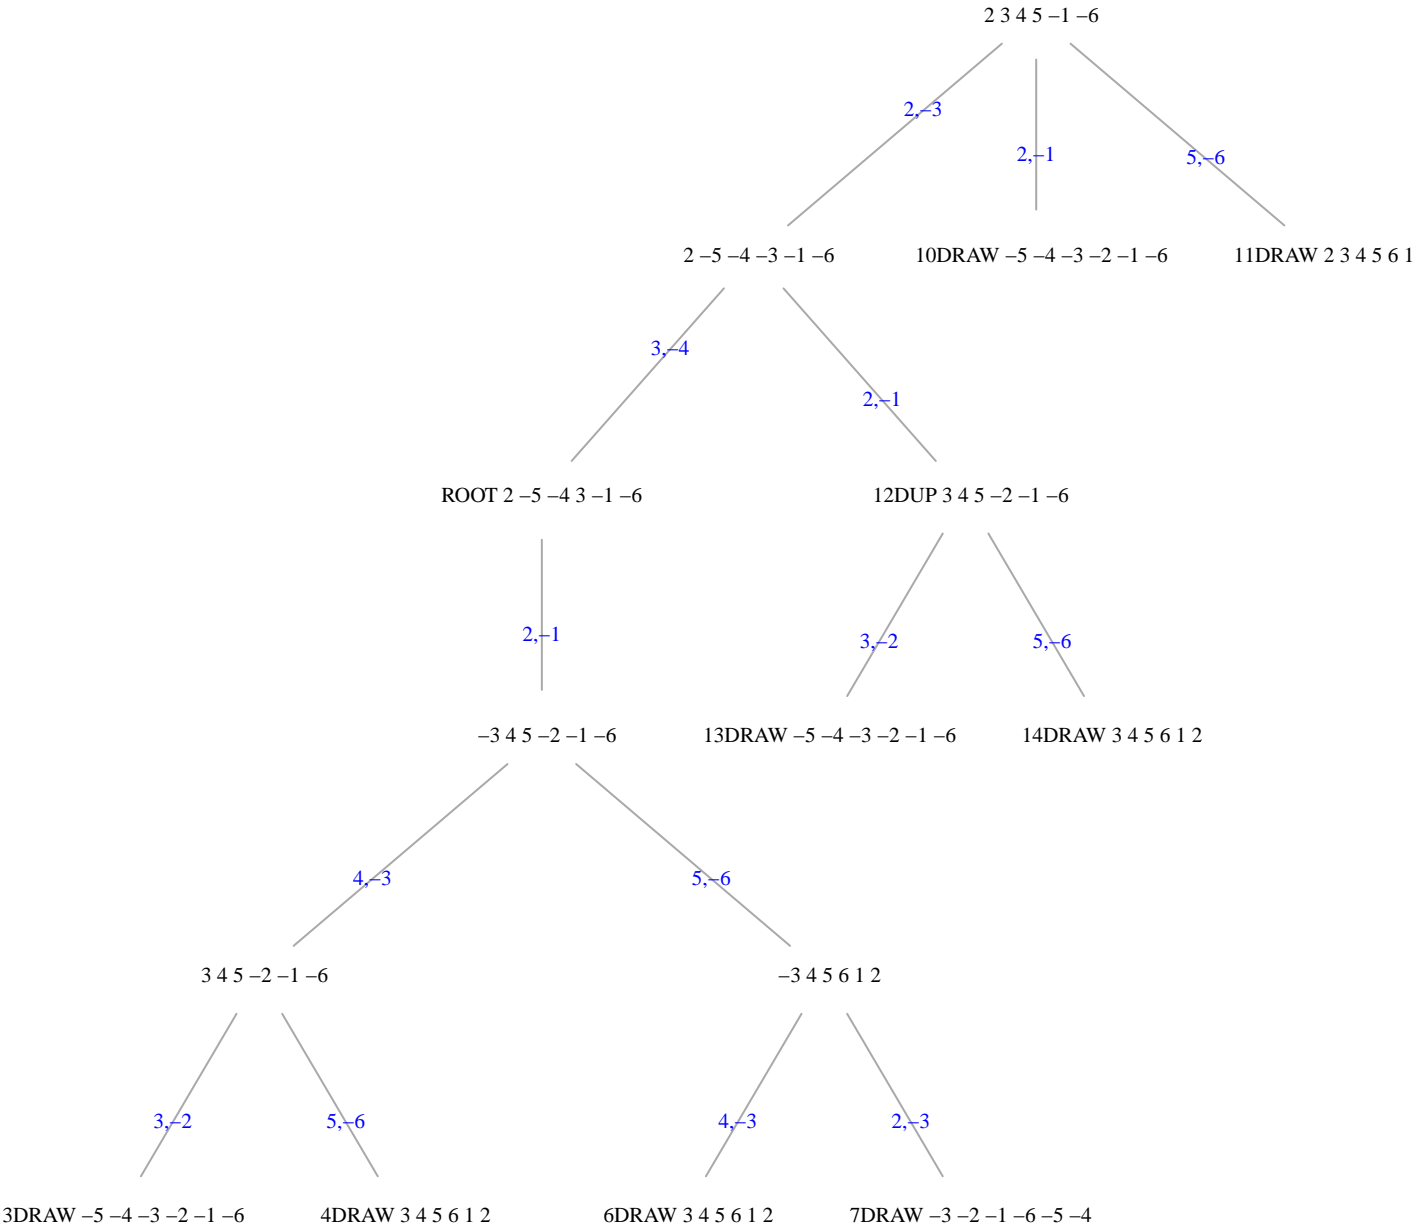 2 3 4 5 −1 −6
2,−3
2,−1
5,−6
2 −5 −4 −3 −1 −6
10DRAW −5 −4 −3 −2 −1 −6
11DRAW 2 3 4 5 6 1
3,−4
2,−1
ROOT 2 −5 −4 3 −1 −6
12DUP 3 4 5 −2 −1 −6
2,−1
3,−2
5,−6
−3 4 5 −2 −1 −6
13DRAW −5 −4 −3 −2 −1 −6
14DRAW 3 4 5 6 1 2
4,−3
5,−6
3 4 5 −2 −1 −6
−3 4 5 6 1 2
3,−2
5,−6
4,−3
2,−3
3DRAW −5 −4 −3 −2 −1 −6
4DRAW 3 4 5 6 1 2
6DRAW 3 4 5 6 1 2
7DRAW −3 −2 −1 −6 −5 −4